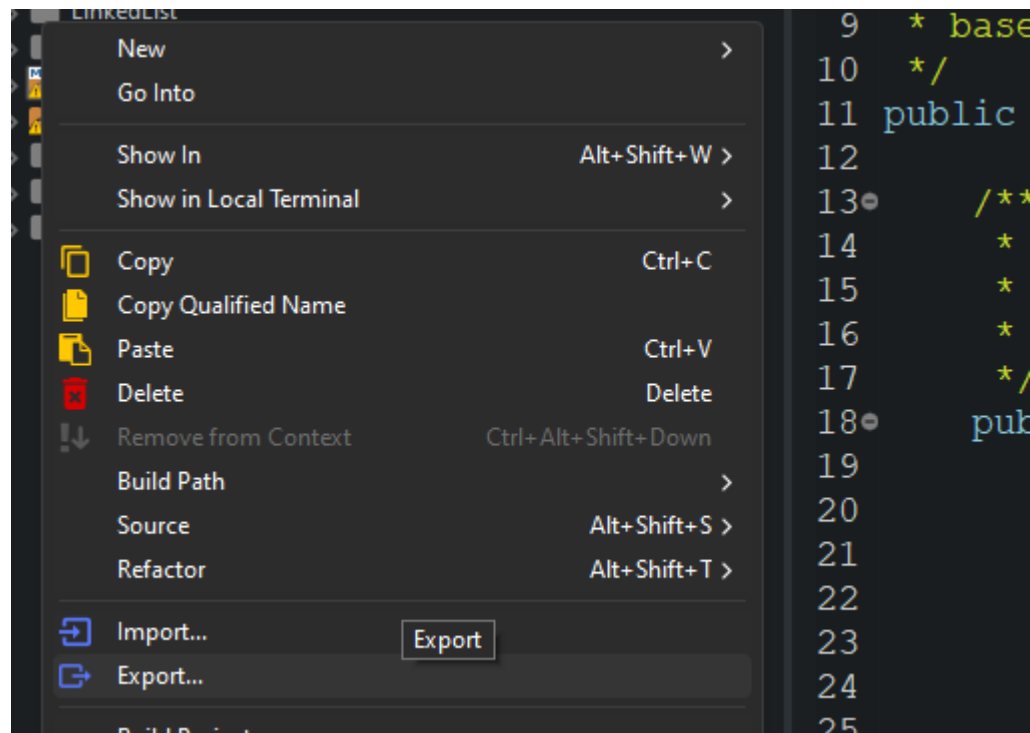 LinkedList
New
Go Into
Show In Alt+Shift+W
Show in Local Terminal
Copy Ctrl+C
Copy Qualified Name
Paste Ctrl+V
Delete Delete
Remove from Context Ctrl+Alt+Shift+Down
Build Path
Source Alt+Shift+S
Refactor Alt+Shift+T
Import...
Export
Export...
Build Project
9 * base
10 */
11 public
12
13 /**
14 *
15 *
16 *
17 */
18 pub
19
20
21
22
23
24
25